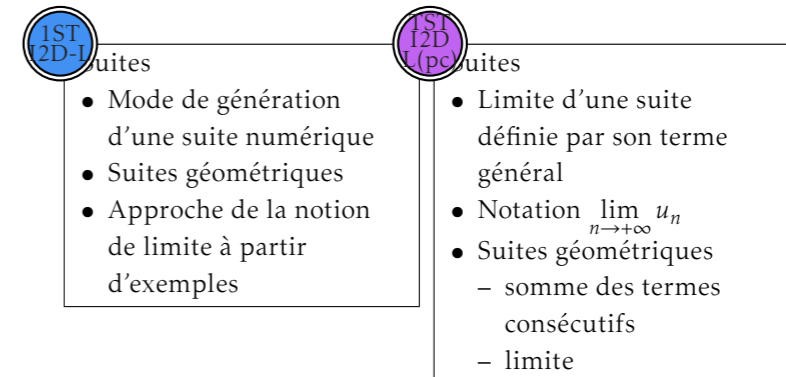 1ST
I2D-L
Suites
• Mode de génération
d'une suite numérique
• Suites géométriques
• Approche de la notion
de limite à partir
d'exemples
TST
I2D
L(pc)
Suites
• Limite d'une suite
définie par son terme
général
• Notation lim u_n
n→+∞
• Suites géométriques
– somme des termes
consécutifs
– limite